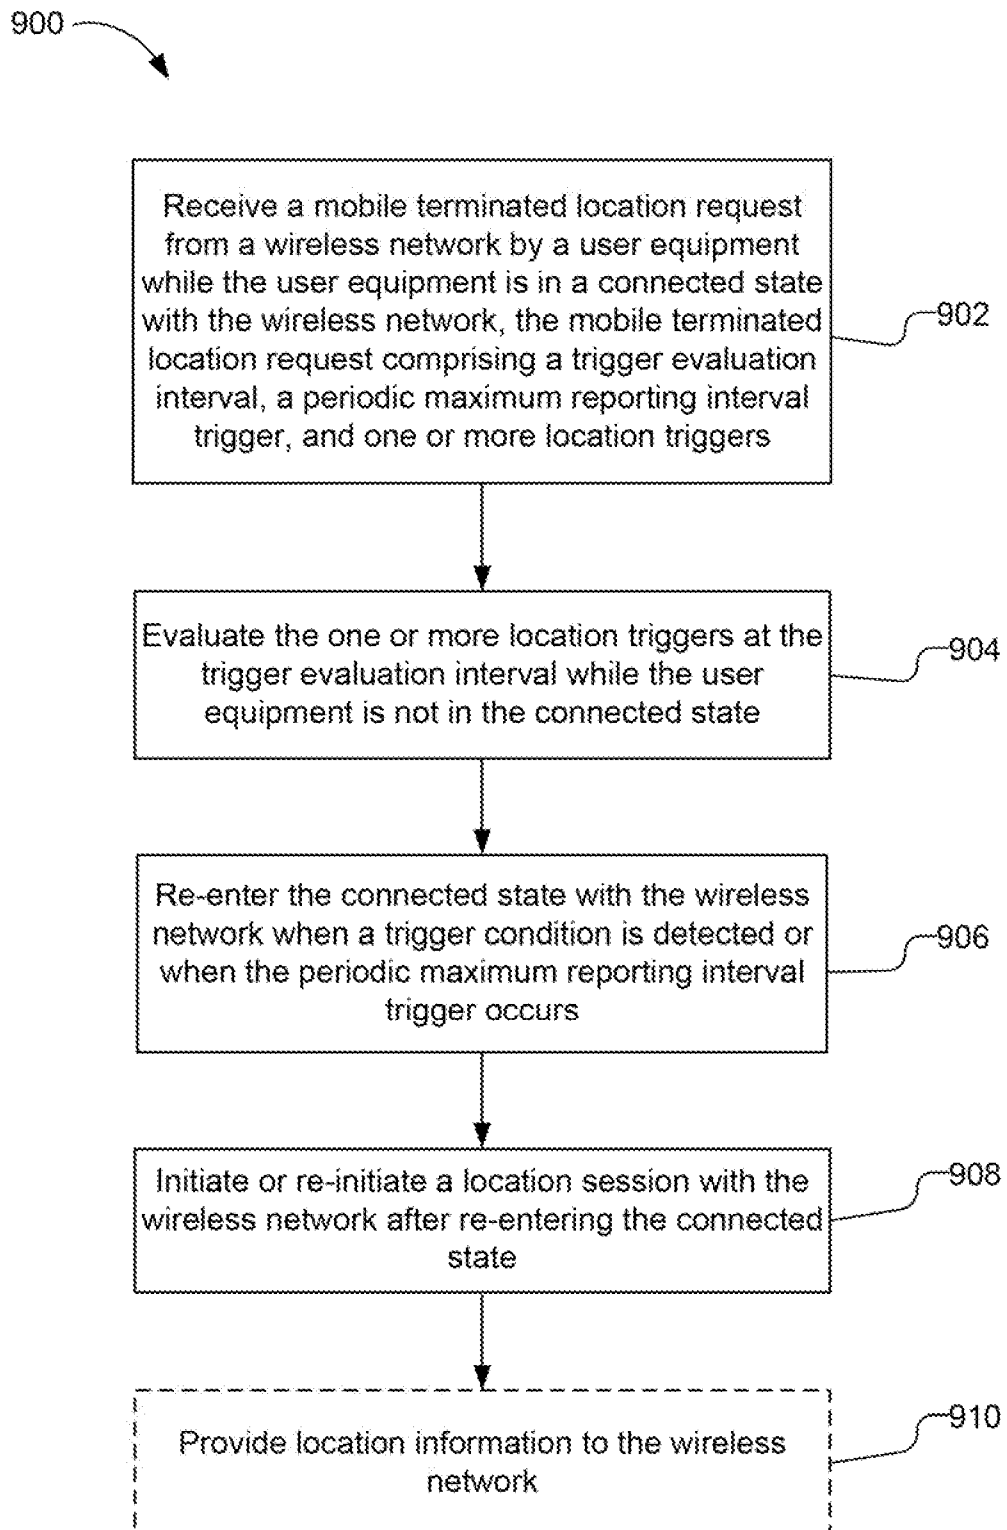 900
Receive a mobile terminated location request
from a wireless network by a user equipment
while the user equipment is in a connected state
with the wireless network, the mobile terminated
location request comprising a trigger evaluation
interval, a periodic maximum reporting interval
trigger, and one or more location triggers
902
Evaluate the one or more location triggers at the
trigger evaluation interval while the user
equipment is not in the connected state
904
Re-enter the connected state with the wireless
network when a trigger condition is detected or
when the periodic maximum reporting interval
trigger occurs
906
Initiate or re-initiate a location session with the
wireless network after re-entering the connected
state
908
Provide location information to the wireless
network
910